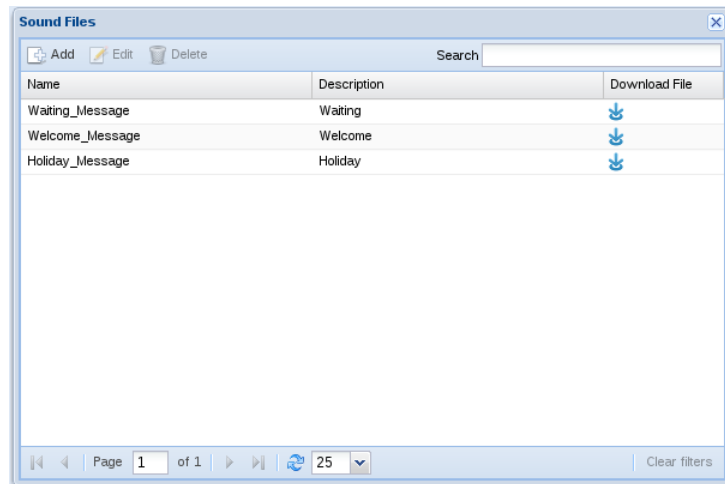 Sound Files
Add Edit Delete Search
Name Description Download File
Waiting_Message Waiting
Welcome_Message Welcome
Holiday_Message Holiday
Page 1 of 1 25 Clear filters